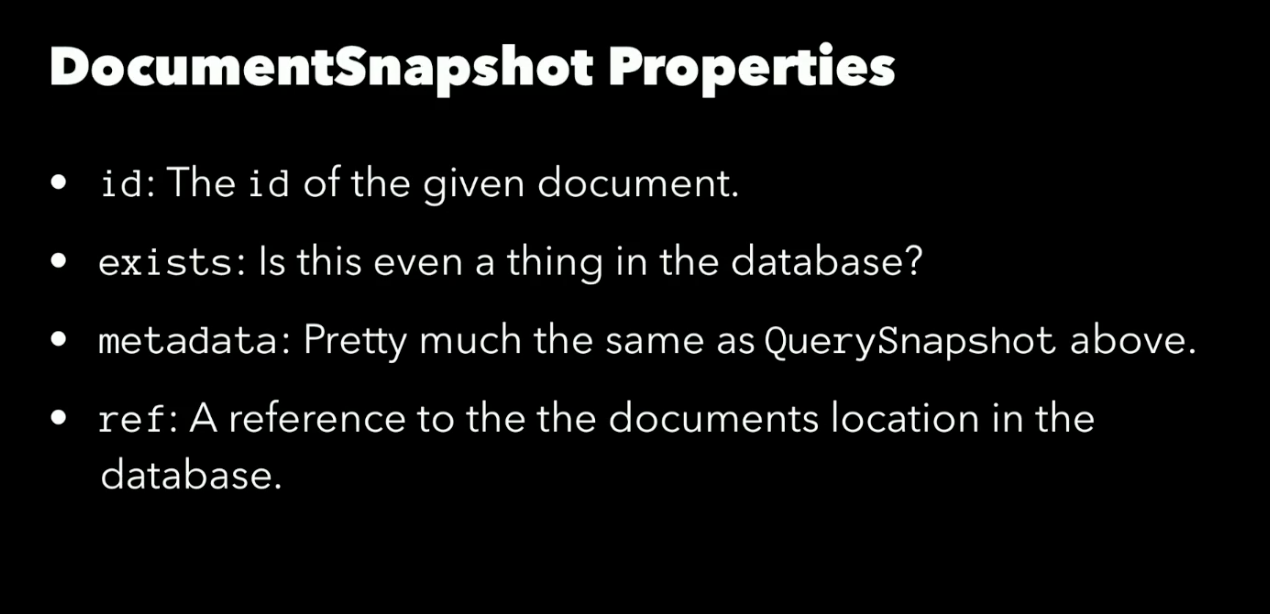 DocumentSnapshot Properties
• id: The id of the given document.
• exists: Is this even a thing in the database?
• metadata: Pretty much the same as QuerySnapshot above.
• ref: A reference to the the documents location in the
database.